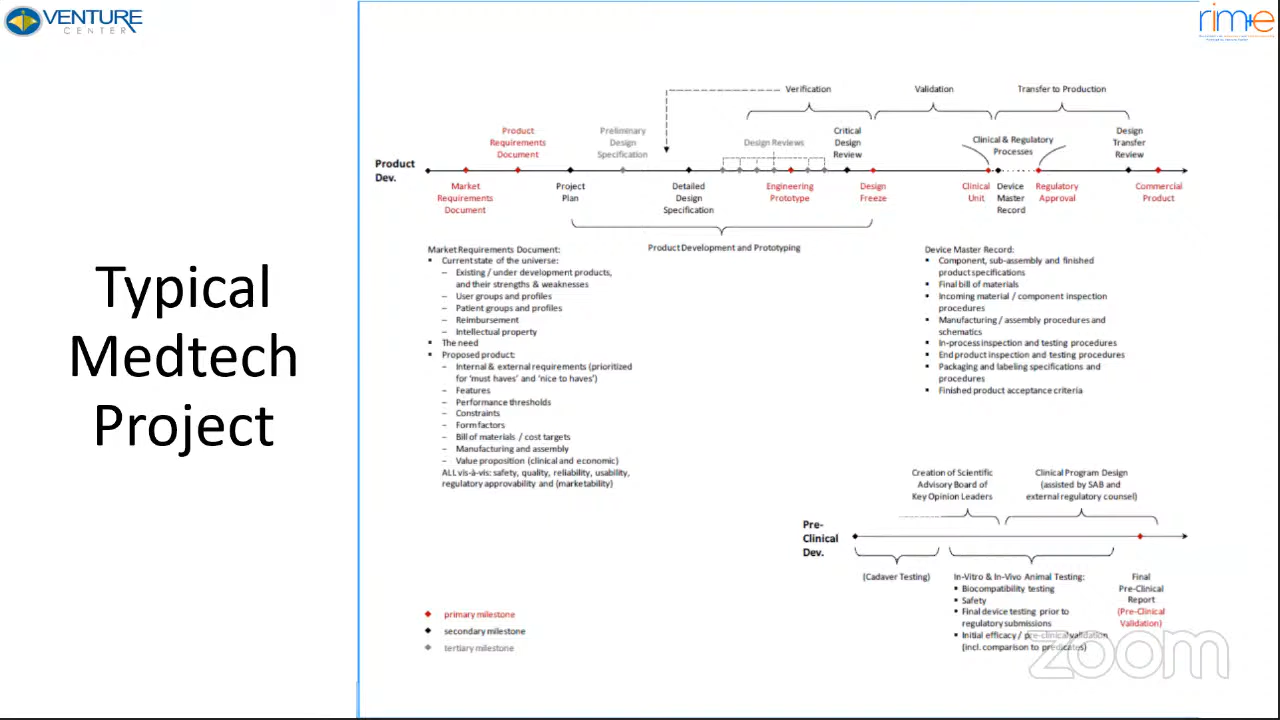 VENTURE
CENTER
rim+e
Typical
Medtech
Project
Verification
Validation
Transfer to Production
Product
Requirements
Document
Preliminary
Design
Specification
Design Reviews
Critical
Design
Review
Clinical & Regulatory
Processes
Design
Transfer
Review
Product
Dev.
Market
Requirements
Document
Project
Plan
Detailed
Design
Specification
Engineering
Prototype
Design
Freeze
Clinical
Unit
Device
Master
Record
Regulatory
Approval
Commercial
Product
Product Development and Prototyping
Market Requirements Document:
▪ Current state of the universe:
– Existing / under development products,
and their strengths & weaknesses
– User groups and profiles
– Patient groups and profiles
– Reimbursement
– Intellectual property
▪ The need
▪ Proposed product:
– Internal & external requirements (prioritized
for 'must haves' and 'nice to haves')
– Features
– Performance thresholds
– Constraints
– Form factors
– Bill of materials / cost targets
– Manufacturing and assembly
– Value proposition (clinical and economic)
ALL vis-à-vis: safety, quality, reliability, usability,
regulatory approvability and (marketability)
Device Master Record:
▪ Component, sub-assembly and finished
product specifications
▪ Final bill of materials
▪ Incoming material / component inspection
procedures
▪ Manufacturing / assembly procedures and
schematics
▪ In-process inspection and testing procedures
▪ End product inspection and testing procedures
▪ Packaging and labeling specifications and
procedures
▪ Finished product acceptance criteria
Creation of Scientific
Advisory Board of
Key Opinion Leaders
Clinical Program Design
(assisted by SAB and
external regulatory counsel)
Pre-
Clinical
Dev.
(Cadaver Testing)
In-Vitro & In-Vivo Animal Testing:
▪ Biocompatibility testing
▪ Safety
▪ Final device testing prior to
regulatory submissions
▪ Initial efficacy / pre-clinical validation
(incl. comparison to predicates)
Final
Pre-Clinical
Report
(Pre-Clinical
Validation)
primary milestone
secondary milestone
tertiary milestone
zoom